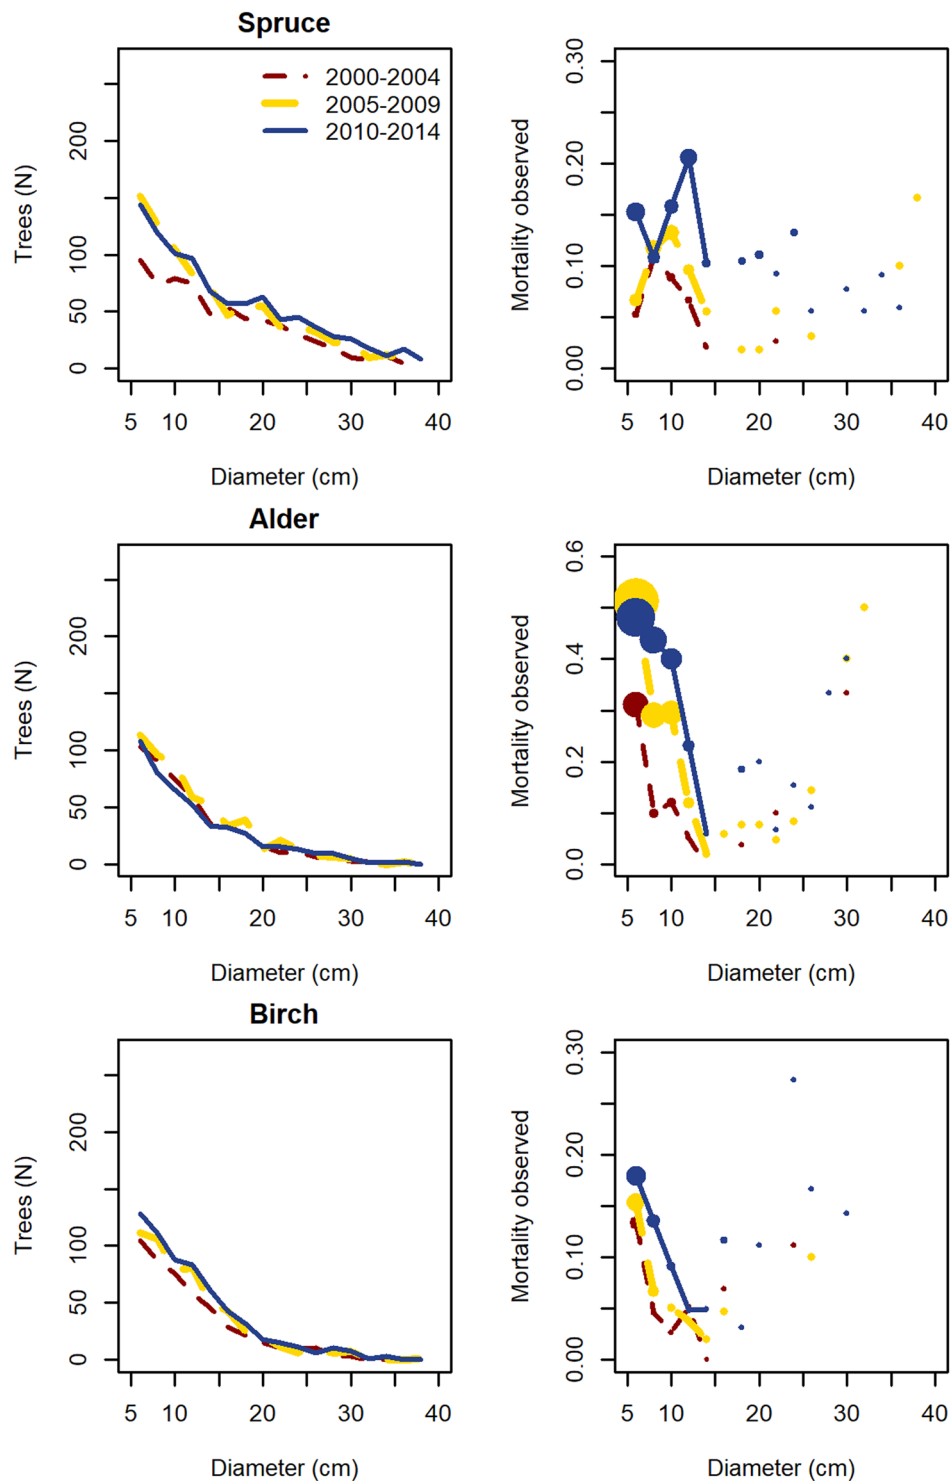 Spruce
Trees (N)
0 50 100 200
5 10 20 30 40
Diameter (cm)
2000-2004
2005-2009
2010-2014
Mortality observed
0.00 0.10 0.20 0.30
5 10 20 30 40
Diameter (cm)
Alder
Trees (N)
0 50 100 200
5 10 20 30 40
Diameter (cm)
Mortality observed
0.0 0.2 0.4 0.6
5 10 20 30 40
Diameter (cm)
Birch
Trees (N)
0 50 100 200
5 10 20 30 40
Diameter (cm)
Mortality observed
0.00 0.10 0.20 0.30
5 10 20 30 40
Diameter (cm)